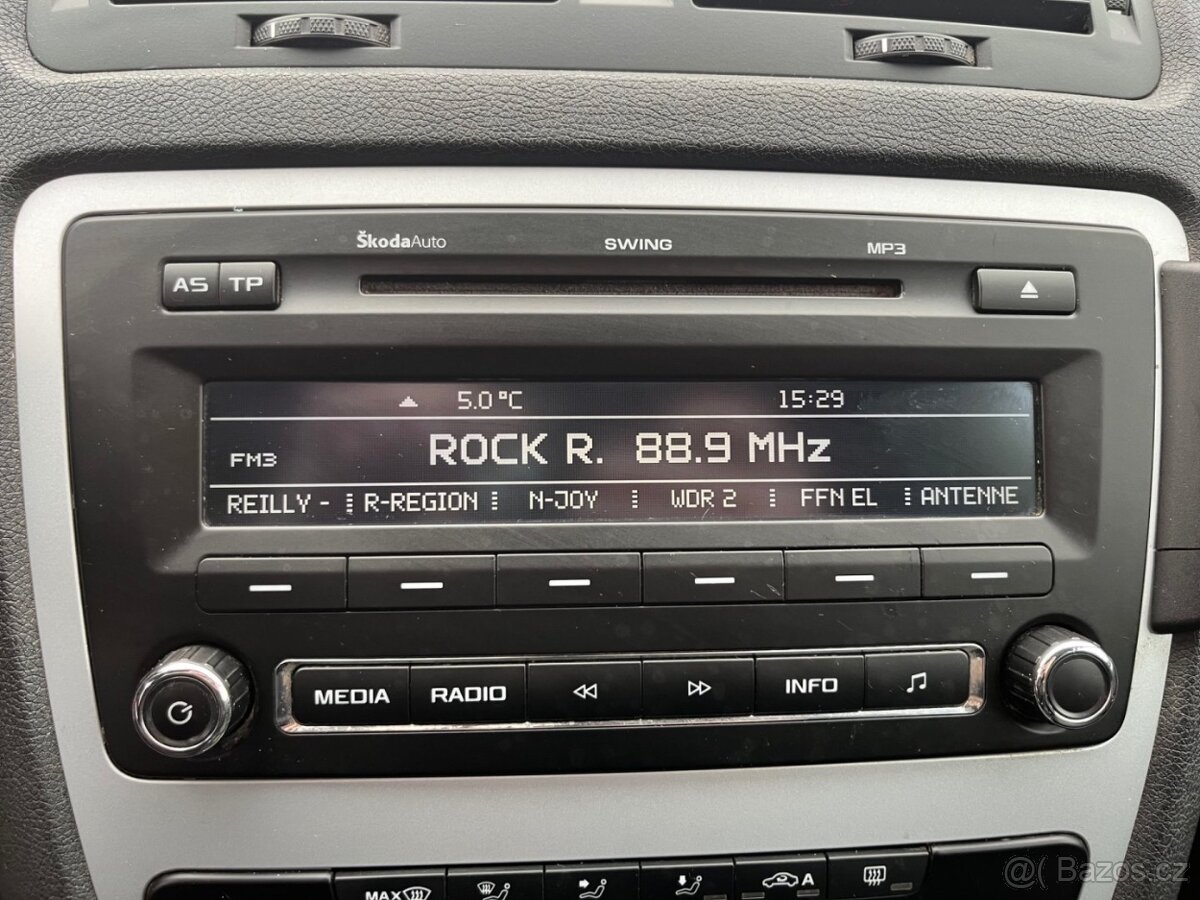 ŠkodaAuto SWING MP3
AS TP
5.0 °C 15:29
ROCK R. 88.9 MHz
FM3
REILLY - R-REGION N-JOY WDR 2 FFN EL ANTENNE
MEDIA RADIO INFO
MAX A
@( Bazos.cz